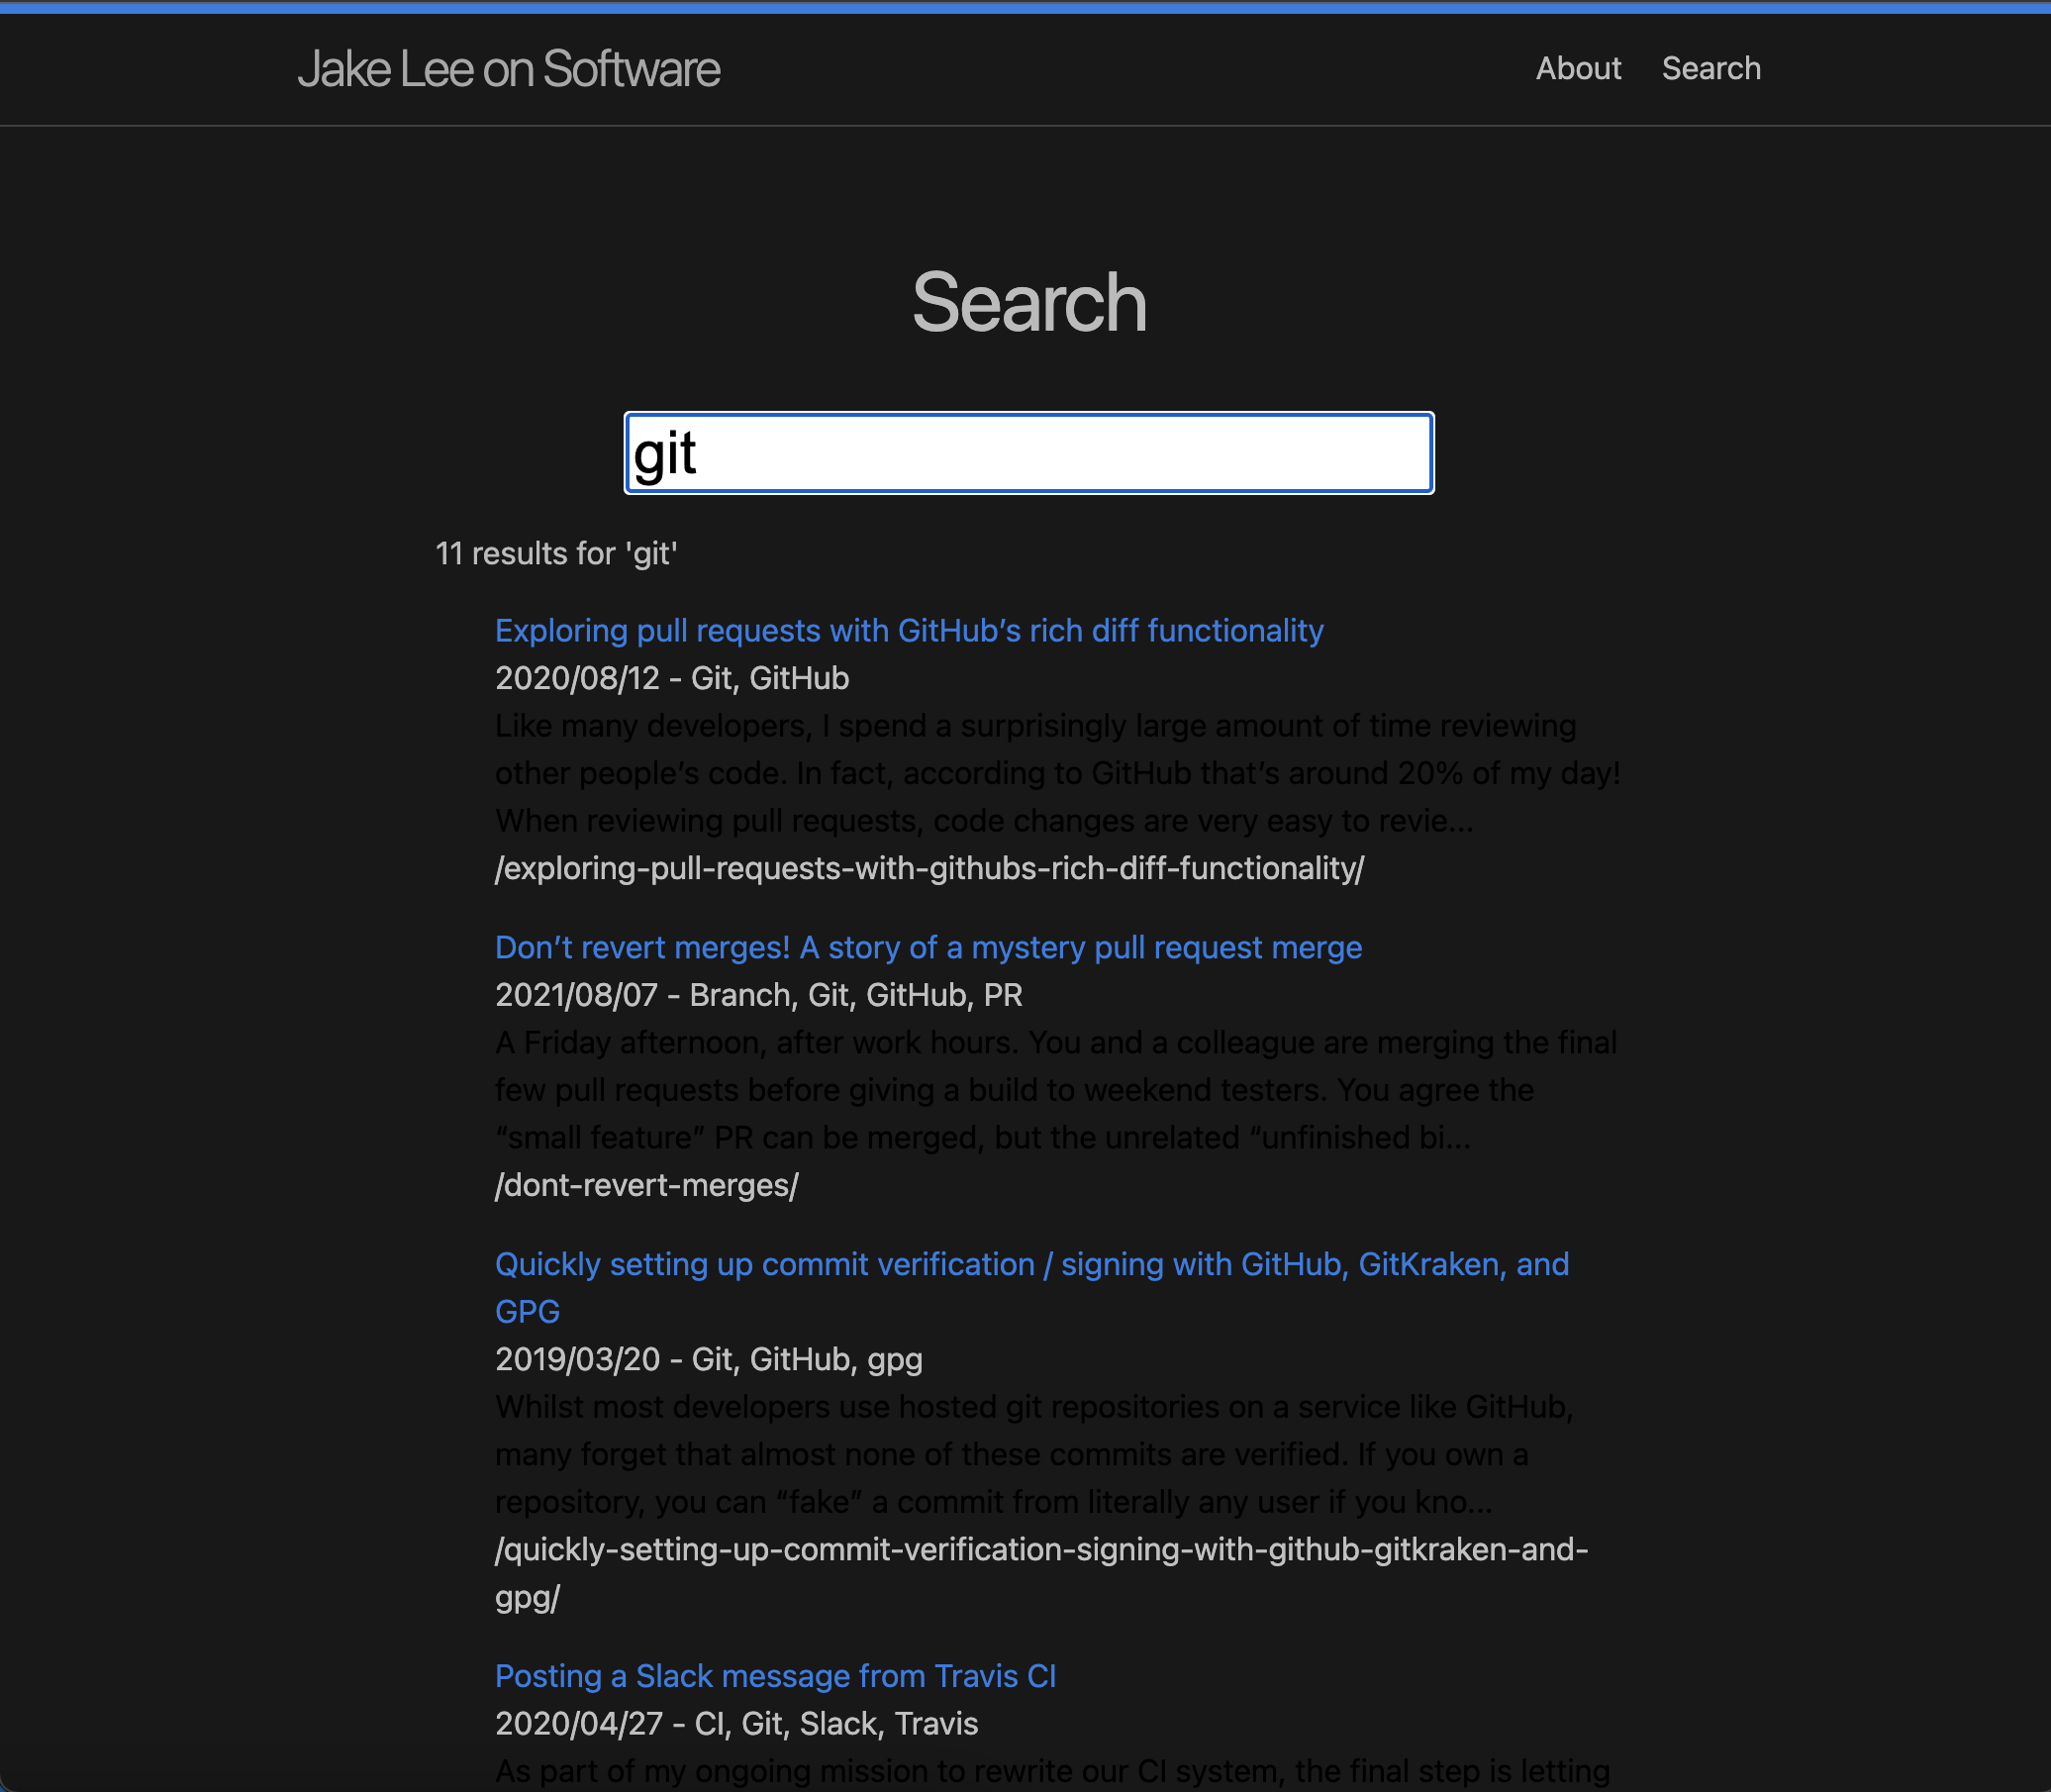 Jake Lee on Software
About Search
Search
git
11 results for 'git'
Exploring pull requests with GitHub’s rich diff functionality
2020/08/12 - Git, GitHub
Like many developers, I spend a surprisingly large amount of time reviewing
other people’s code. In fact, according to GitHub that’s around 20% of my day!
When reviewing pull requests, code changes are very easy to revie...
/exploring-pull-requests-with-githubs-rich-diff-functionality/
Don’t revert merges! A story of a mystery pull request merge
2021/08/07 - Branch, Git, GitHub, PR
A Friday afternoon, after work hours. You and a colleague are merging the final
few pull requests before giving a build to weekend testers. You agree the
“small feature” PR can be merged, but the unrelated “unfinished bi...
/dont-revert-merges/
Quickly setting up commit verification / signing with GitHub, GitKraken, and
GPG
2019/03/20 - Git, GitHub, gpg
Whilst most developers use hosted git repositories on a service like GitHub,
many forget that almost none of these commits are verified. If you own a
repository, you can “fake” a commit from literally any user if you kno...
/quickly-setting-up-commit-verification-signing-with-github-gitkraken-and-
gpg/
Posting a Slack message from Travis CI
2020/04/27 - CI, Git, Slack, Travis
As part of my ongoing mission to rewrite our CI system, the final step is letting